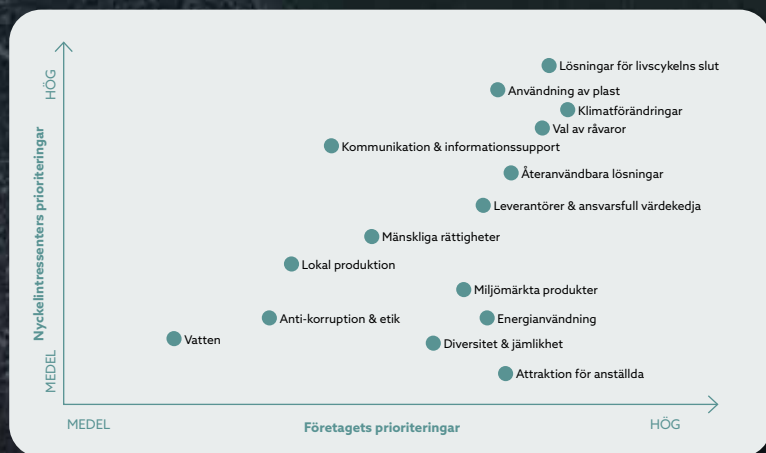 HÖG
Nyckelintressenters prioriteringar
MEDEL
Lösningar för livscykelns slut
Användning av plast
Klimatförändringar
Val av råvaror
Kommunikation & informationssupport
Återanvändbara lösningar
Leverantörer & ansvarsfull värdekedja
Mänskliga rättigheter
Lokal produktion
Miljömärkta produkter
Anti-korruption & etik
Energianvändning
Vatten
Diversitet & jämlikhet
Attraktion för anställda
MEDEL
Företagets prioriteringar
HÖG